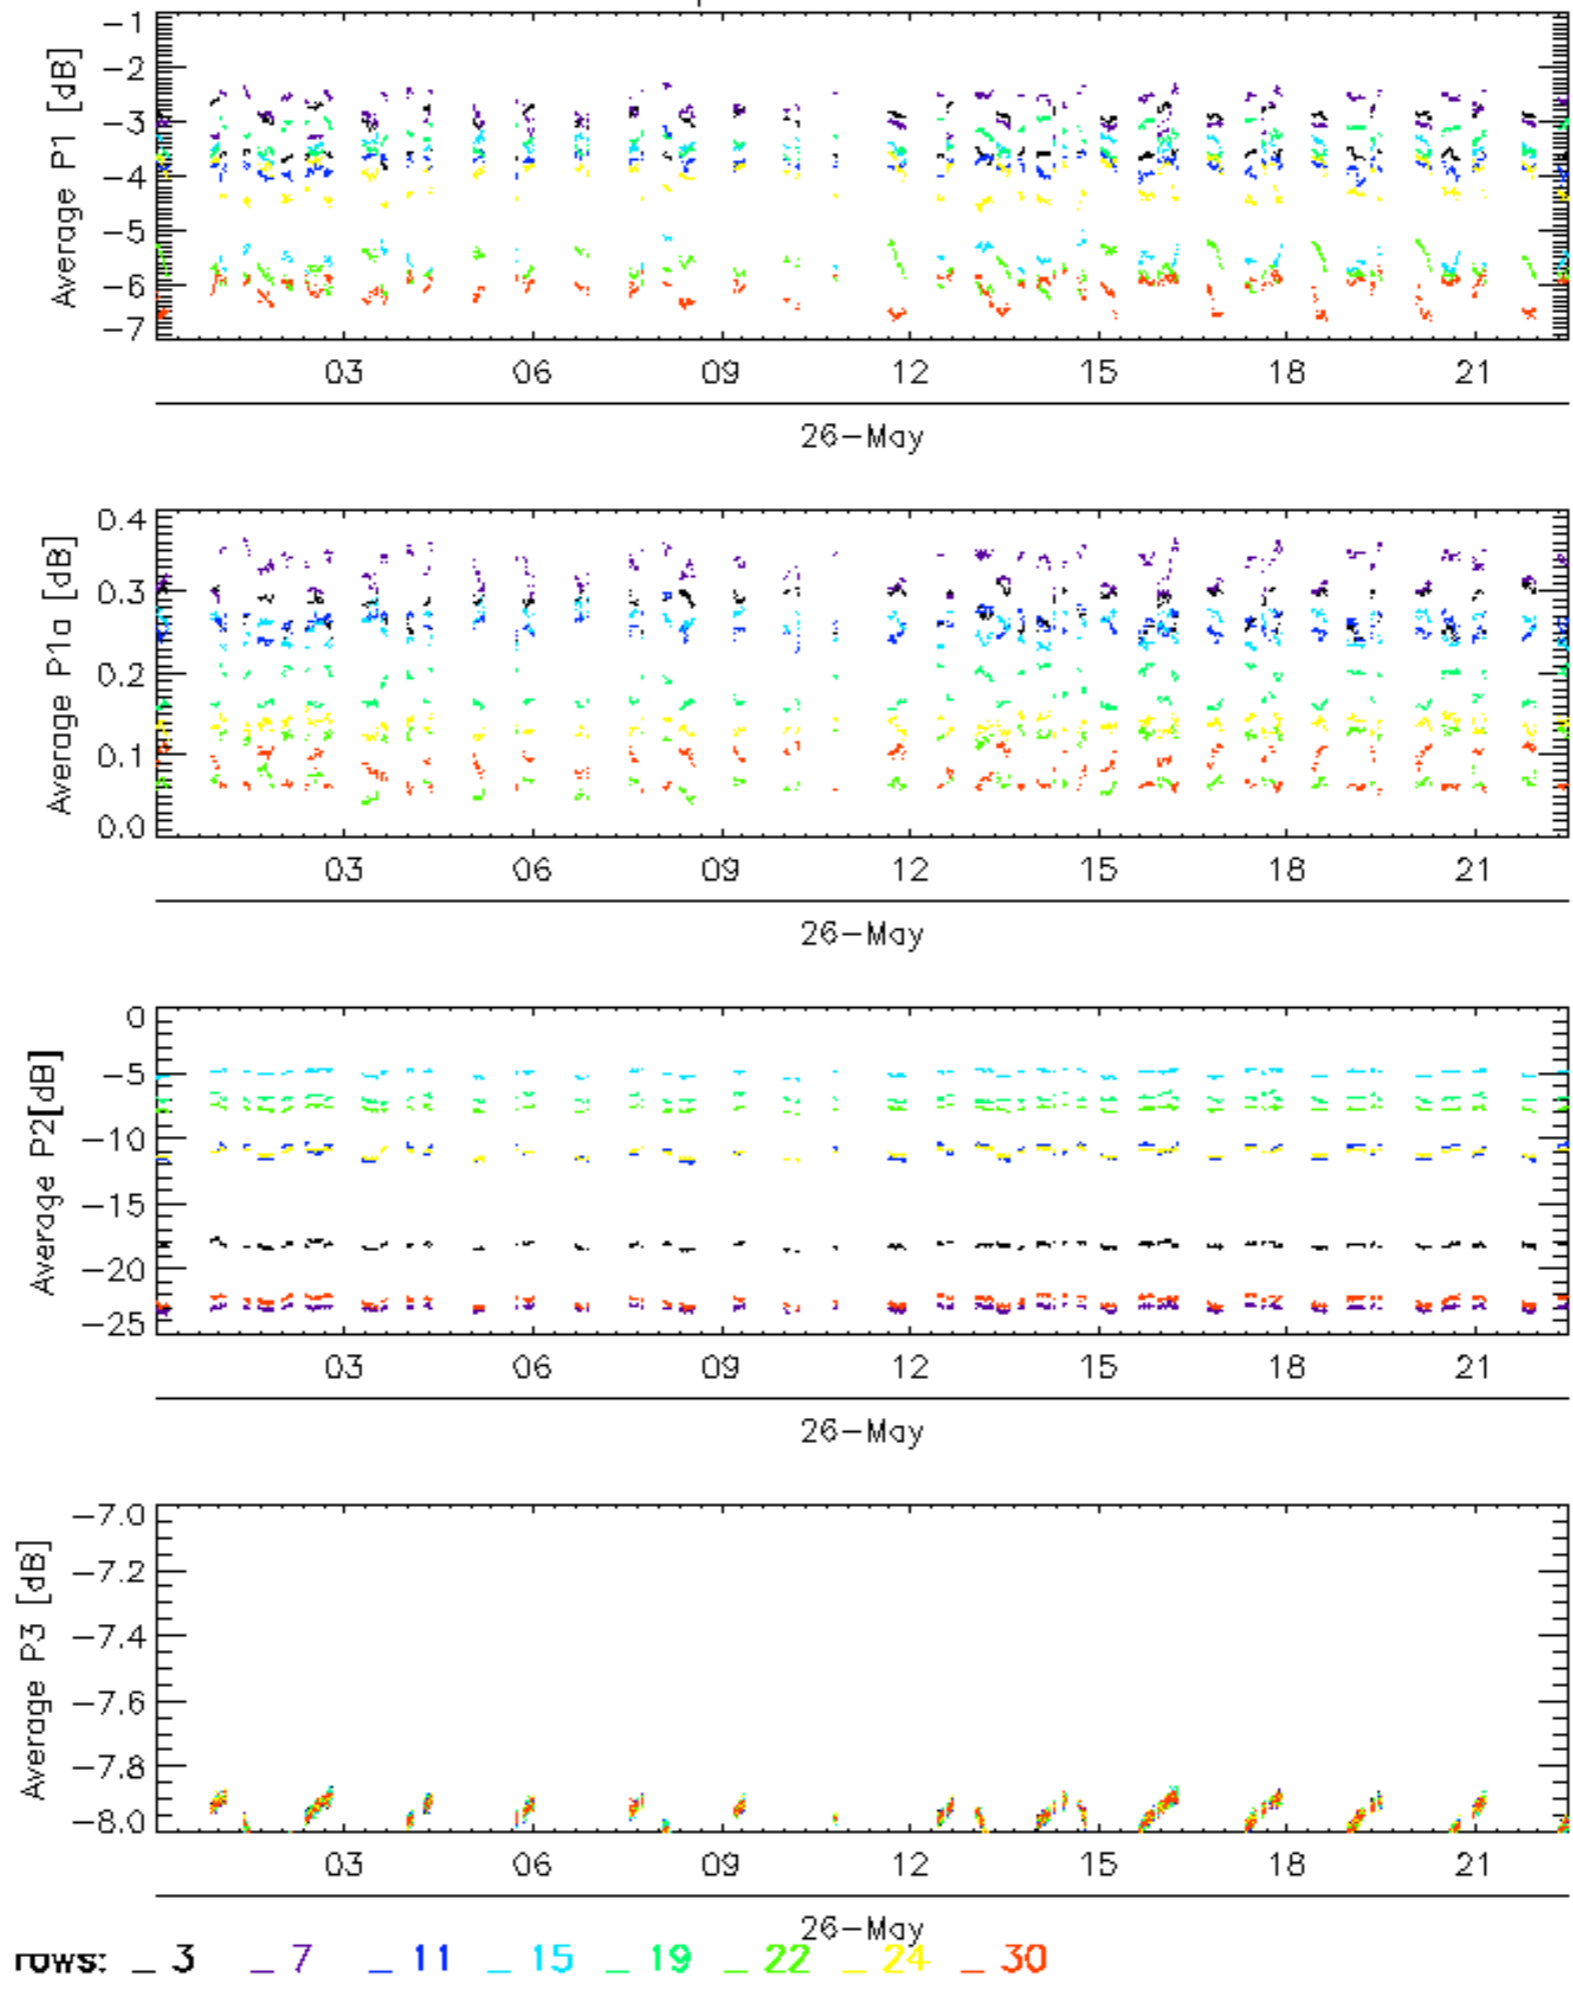 Average P1 [dB]
-1
-2
-3
-4
-5
-6
-7
03 06 09 12 15 18 21
26-May
Average P1a [dB]
0.4
0.3
0.2
0.1
0.0
03 06 09 12 15 18 21
26-May
Average P2[dB]
0
-5
-10
-15
-20
-25
03 06 09 12 15 18 21
26-May
Average P3 [dB]
-7.0
-7.2
-7.4
-7.6
-7.8
-8.0
03 06 09 12 15 18 21
26-May
rows: _ 3 _ 7 _ 11 _ 15 _ 19 _ 22 _ 24 _ 30